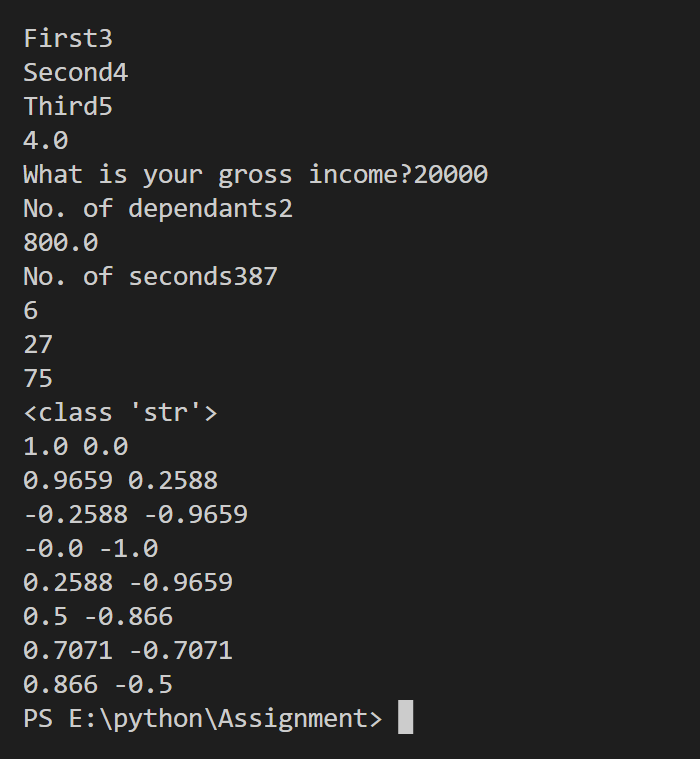 First3
Second4
Third5
4.0
What is your gross income?20000
No. of dependants2
800.0
No. of seconds387
6
27
75
<class 'str'>
1.0 0.0
0.9659 0.2588
-0.2588 -0.9659
-0.0 -1.0
0.2588 -0.9659
0.5 -0.866
0.7071 -0.7071
0.866 -0.5
PS E:\python\Assignment>